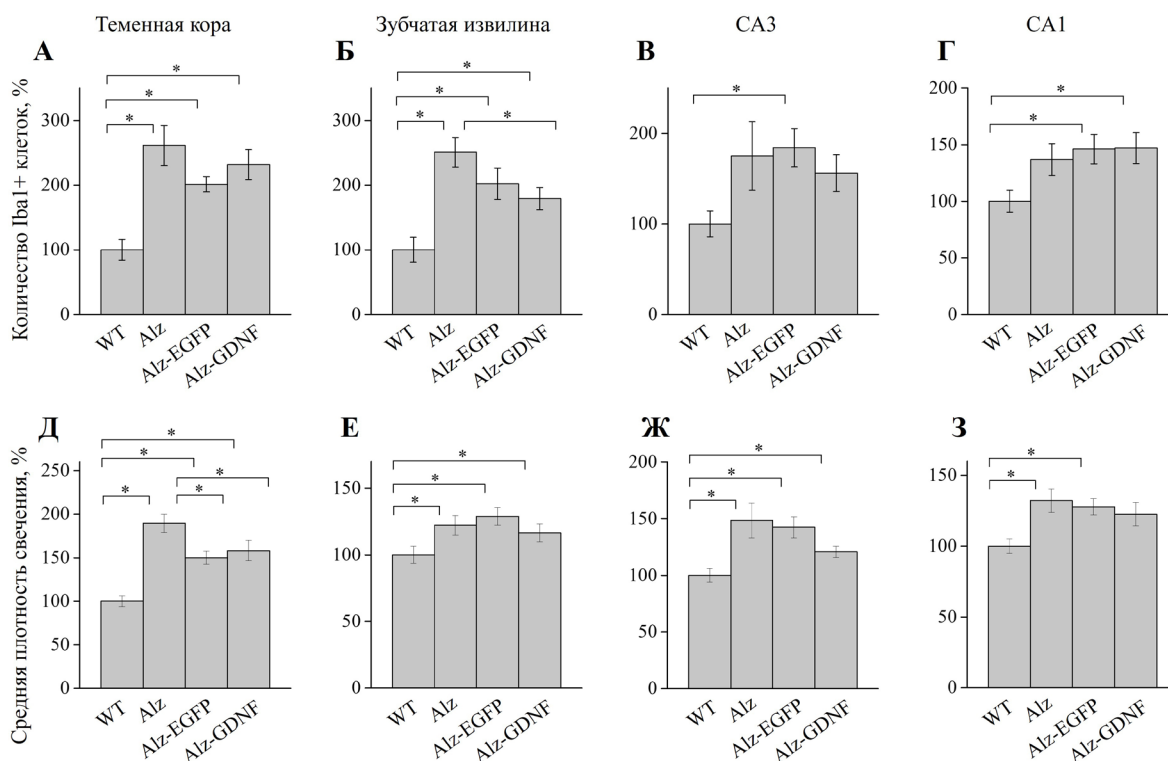 Теменная кора
Зубчатая извилина
CA3
CA1
А
Б
В
Г
Количество Iba1+ клеток, %
300
200
100
0
*
*
*
WT
Alz
Alz-EGFP
Alz-GDNF
300
200
100
0
*
*
*
*
WT
Alz
Alz-EGFP
Alz-GDNF
200
100
0
*
WT
Alz
Alz-EGFP
Alz-GDNF
200
150
100
50
0
*
*
WT
Alz
Alz-EGFP
Alz-GDNF
Д
Е
Ж
З
Средняя плотность свечения, %
250
200
150
100
50
0
*
*
*
*
*
WT
Alz
Alz-EGFP
Alz-GDNF
150
100
50
0
*
*
*
WT
Alz
Alz-EGFP
Alz-GDNF
200
150
100
50
0
*
*
*
WT
Alz
Alz-EGFP
Alz-GDNF
150
100
50
0
*
*
WT
Alz
Alz-EGFP
Alz-GDNF